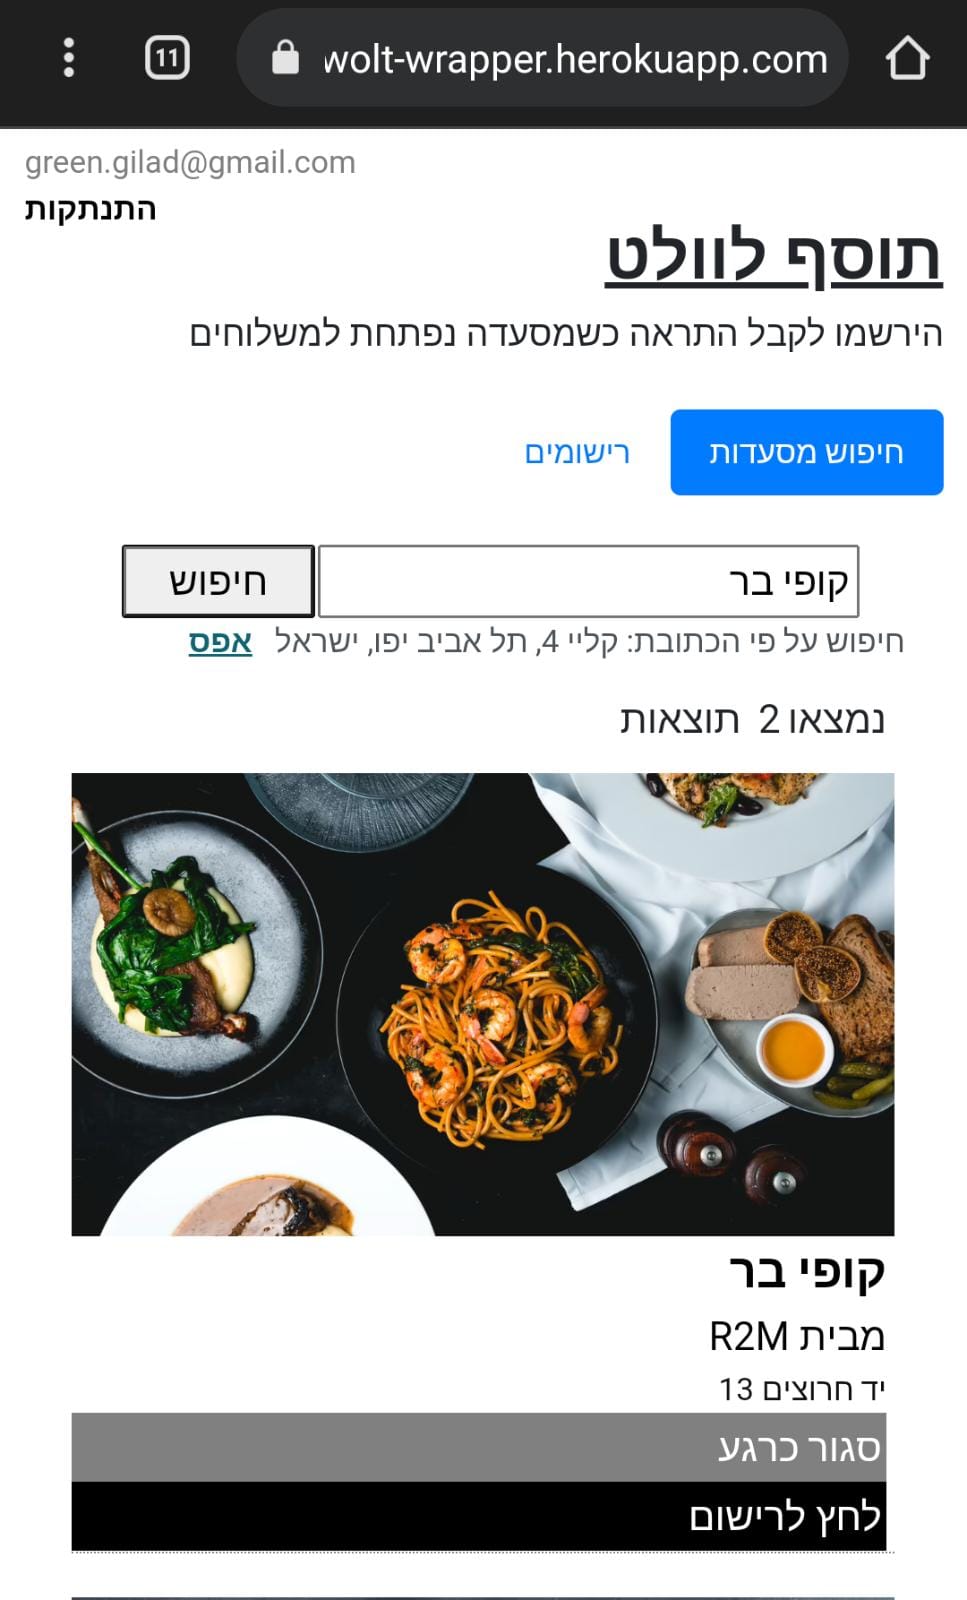 11
wolt-wrapper.herokuapp.com
green.gilad@gmail.com
התנתקות
תוסף לוולט
הירשמו לקבל התראה כשמסעדה נפתחת למשלוחים
חיפוש מסעדות
רישומים
קופי בר
חיפוש
חיפוש על פי הכתובת: קליי 4, תל אביב יפו, ישראל אפס
נמצאו 2 תוצאות
קופי בר
מבית R2M
יד חרוצים 13
סגור כרגע
לחץ לרישום